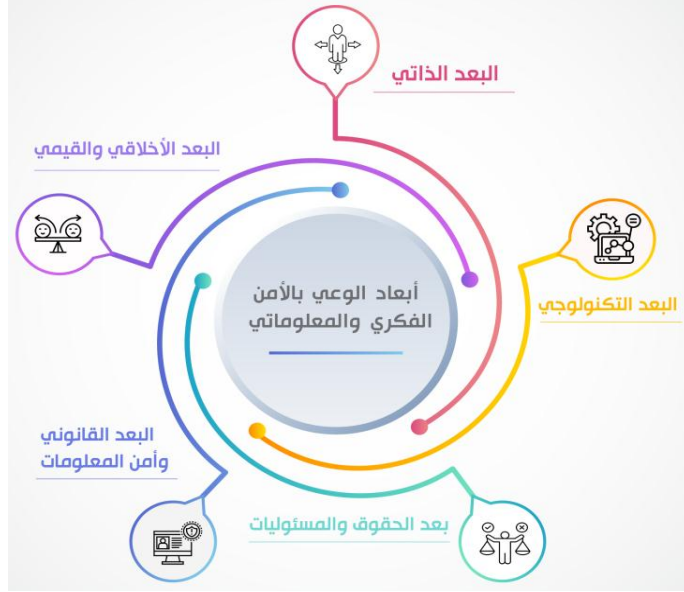 البعد الذاتي
البعد الأخلاقي والقيمي
أبعاد الوعي بالأمن
الفكري والمعلوماتي
البعد التكنولوجي
البعد القانوني
وأمن المعلومات
بعد الحقوق والمسئوليات